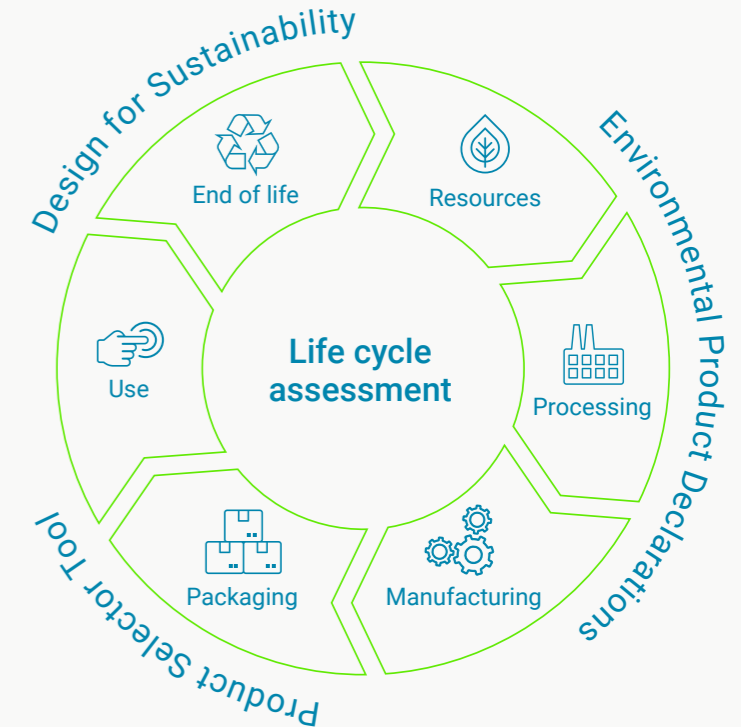 Design for Sustainability
Environmental Product Declarations
Product Selector Tool
End of life
Resources
Use
Life cycle
assessment
Processing
Packaging
Manufacturing